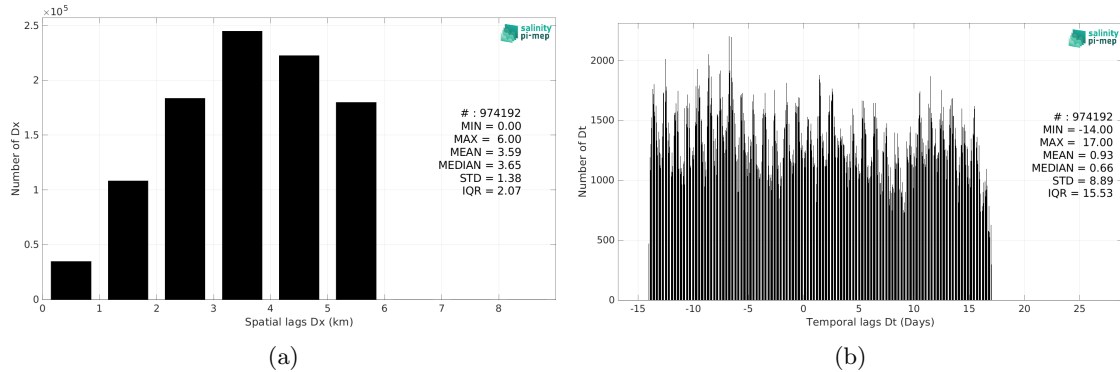 ×10⁵
2.5
2
1.5
1
0.5
0
Number of Dx
0 1 2 3 4 5 6 7 8
Spatial lags Dx (km)
salinity
pi-mep
# : 974192
MIN = 0.00
MAX = 6.00
MEAN = 3.59
MEDIAN = 3.65
STD = 1.38
IQR = 2.07
(a)
2000
1500
1000
500
0
Number of Dt
-15 -10 -5 0 5 10 15 20 25
Temporal lags Dt (Days)
salinity
pi-mep
# : 974192
MIN = -14.00
MAX = 17.00
MEAN = 0.93
MEDIAN = 0.66
STD = 8.89
IQR = 15.53
(b)